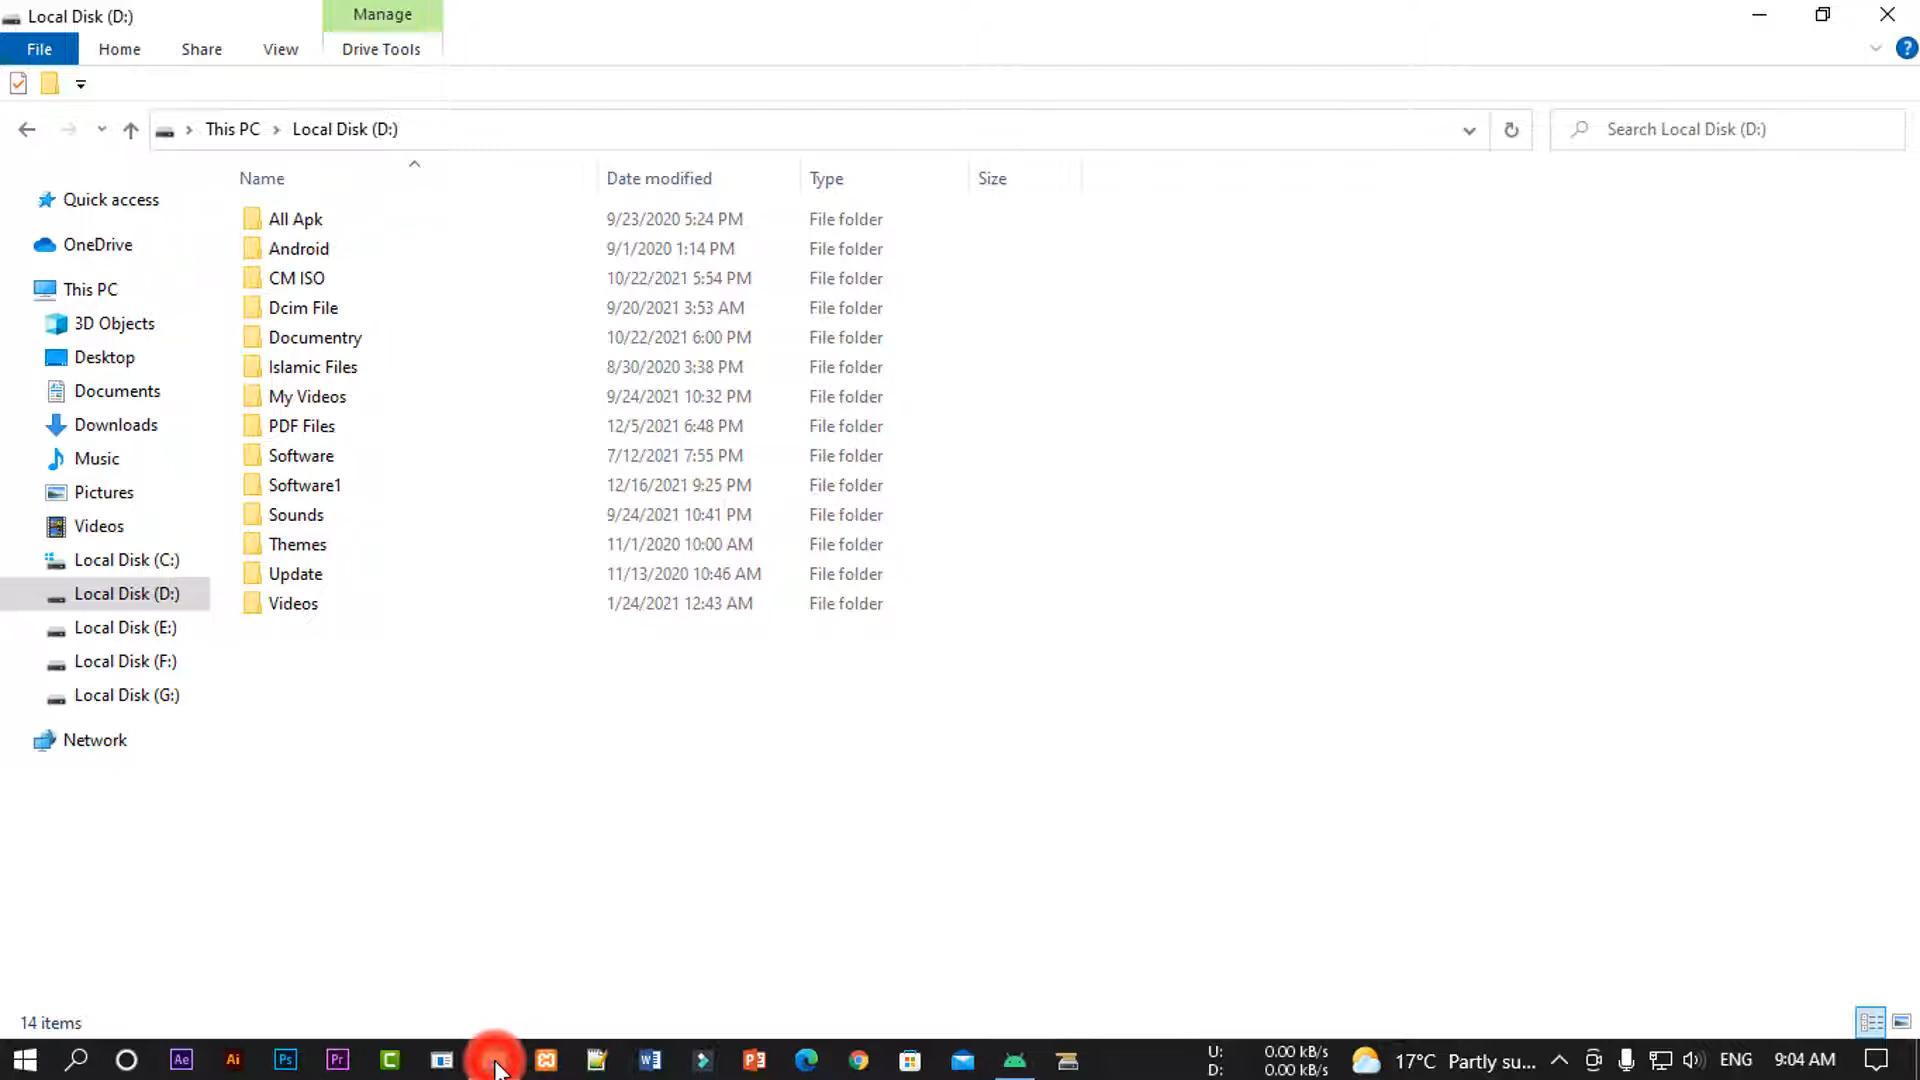 Local Disk (D:)
Manage
File
Home
Share
View
Drive Tools
This PC
Local Disk (D:)
Search Local Disk (D:)
Name
Date modified
Type
Size
Quick access
OneDrive
This PC
3D Objects
Desktop
Documents
Downloads
Music
Pictures
Videos
Local Disk (C:)
Local Disk (D:)
Local Disk (E:)
Local Disk (F:)
Local Disk (G:)
Network
All Apk 9/23/2020 5:24 PM File folder
Android 9/1/2020 1:14 PM File folder
CM ISO 10/22/2021 5:54 PM File folder
Dcim File 9/20/2021 3:53 AM File folder
Documentry 10/22/2021 6:00 PM File folder
Islamic Files 8/30/2020 3:38 PM File folder
My Videos 9/24/2021 10:32 PM File folder
PDF Files 12/5/2021 6:48 PM File folder
Software 7/12/2021 7:55 PM File folder
Software1 12/16/2021 9:25 PM File folder
Sounds 9/24/2021 10:41 PM File folder
Themes 11/1/2020 10:00 AM File folder
Update 11/13/2020 10:46 AM File folder
Videos 1/24/2021 12:43 AM File folder
14 items
Ae
Ai
Ps
Pr
C
W
P
U: 0.00 kB/s
D: 0.00 kB/s
17°C Partly su...
ENG
9:04 AM